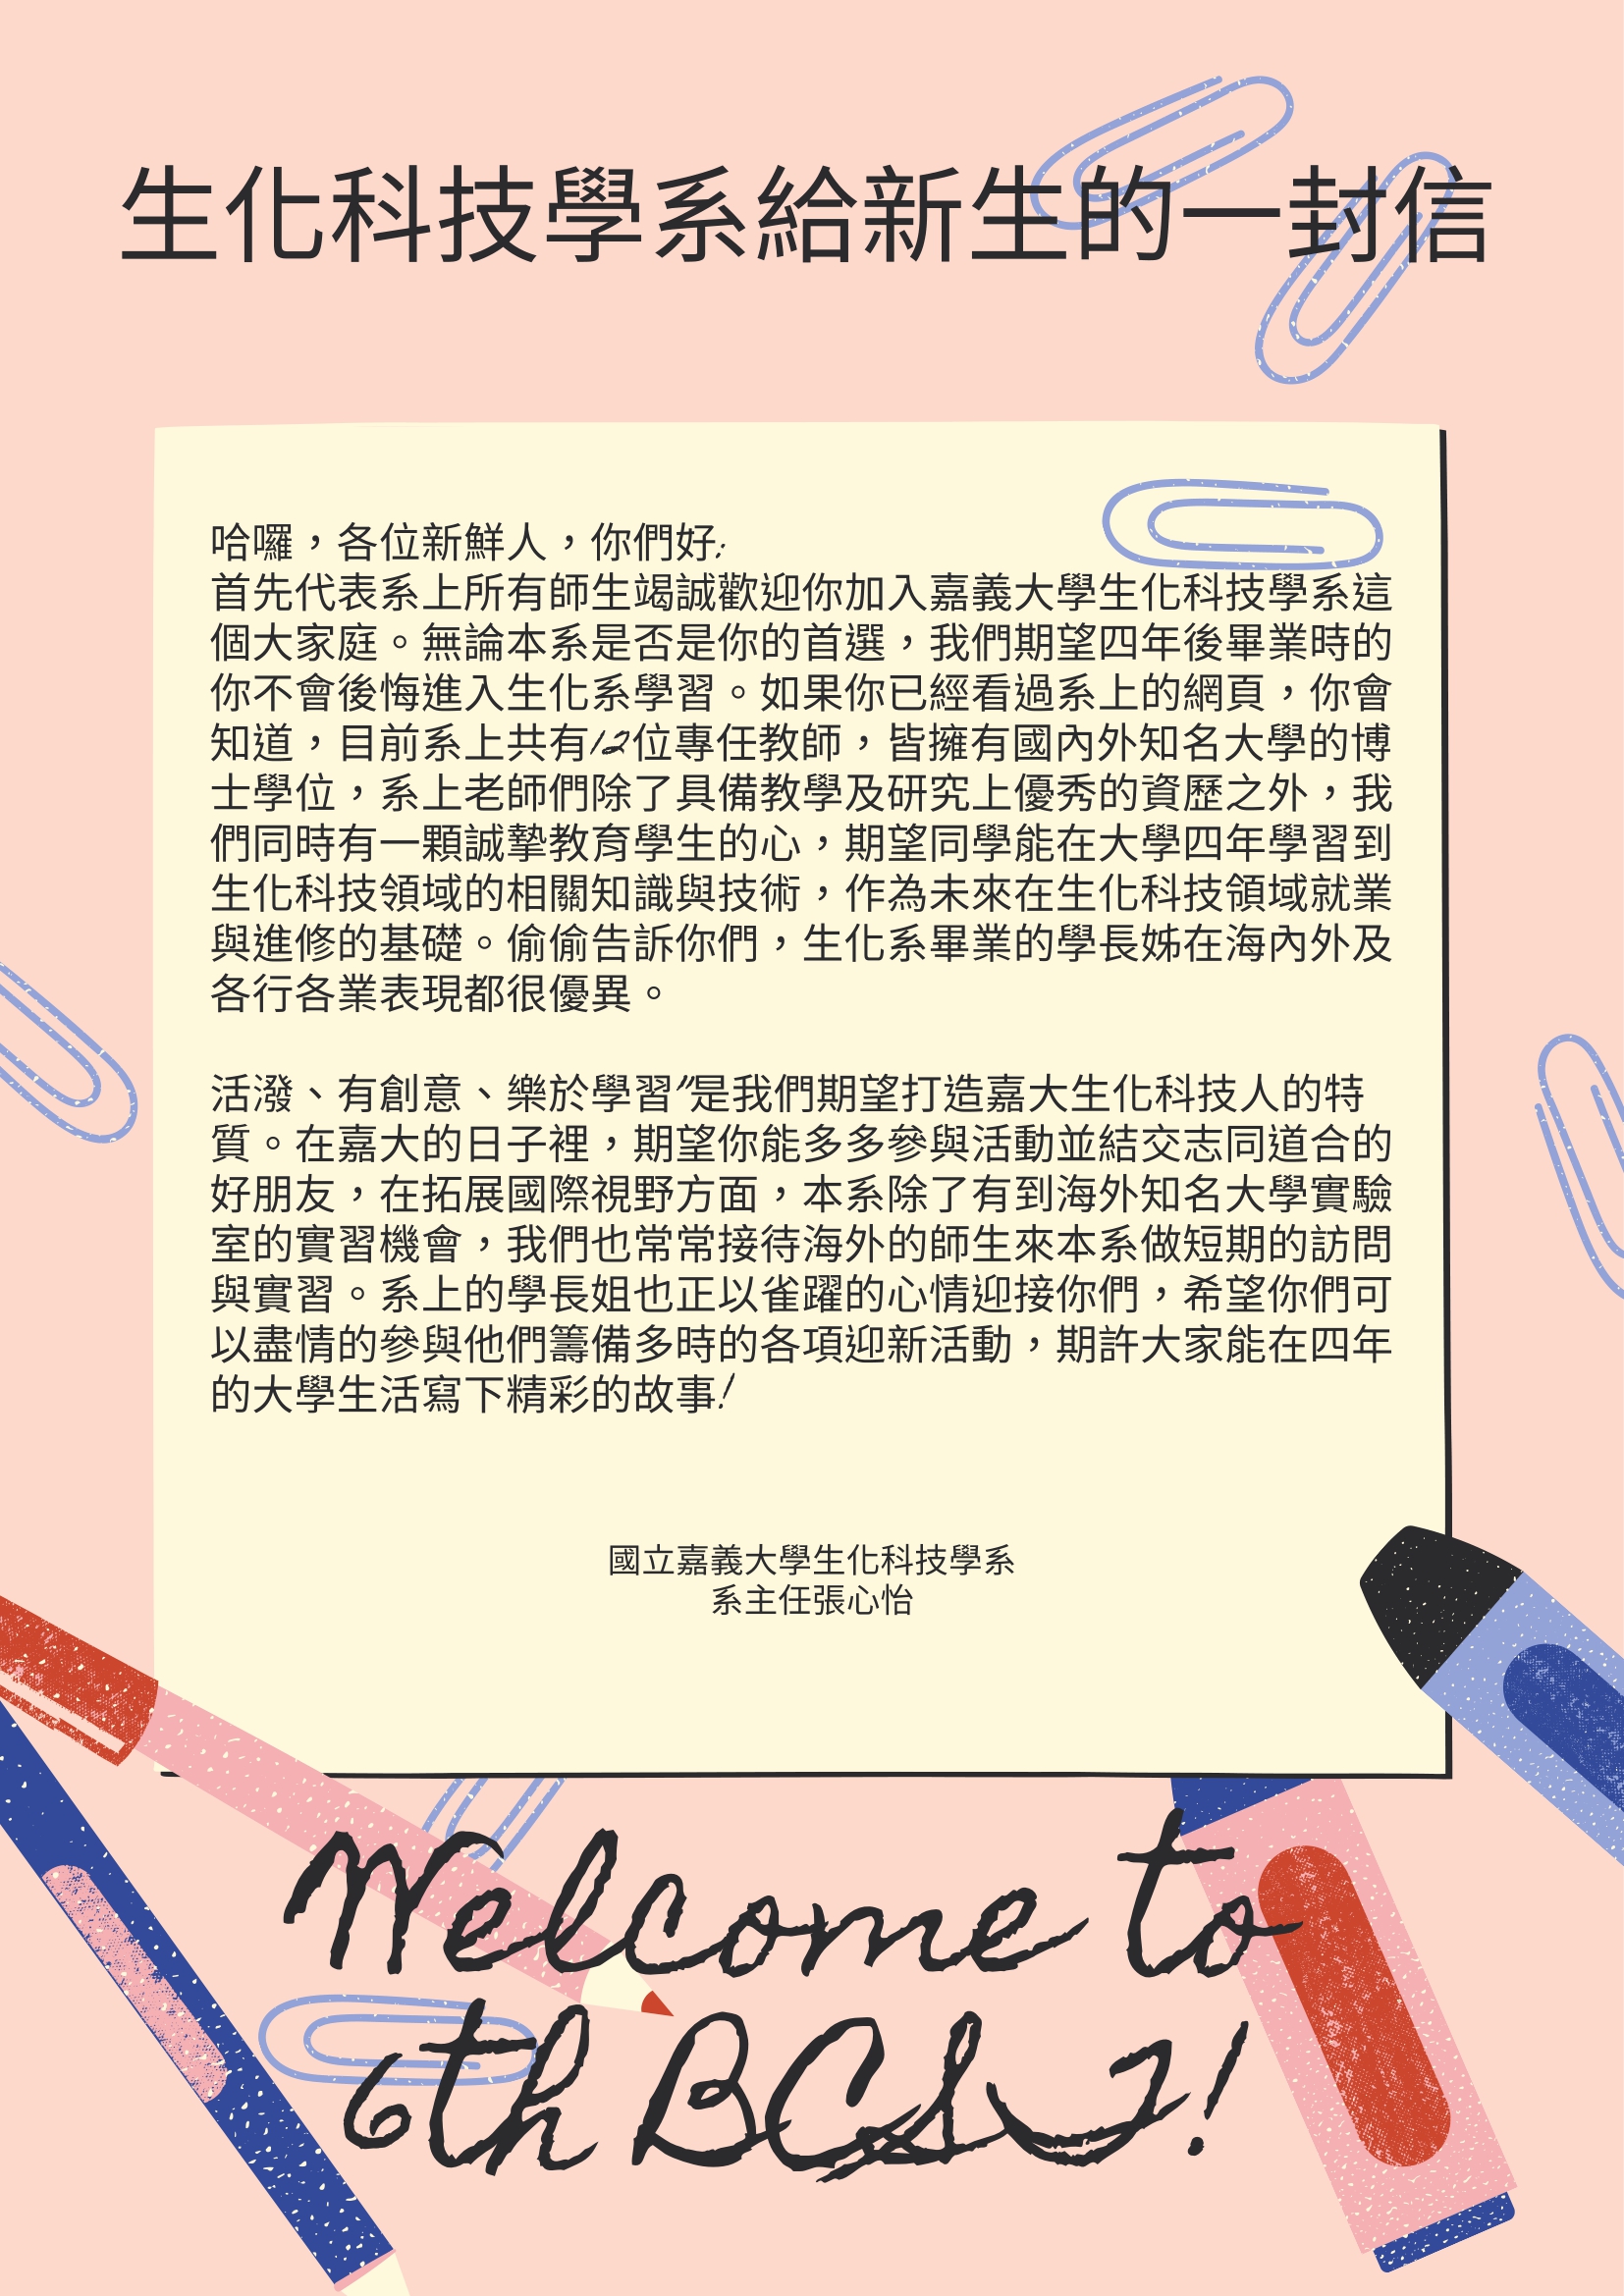 生化科技學系給新生的一封信
哈囉，各位新鮮人，你們好:
首先代表系上所有師生竭誠歡迎你加入嘉義大學生化科技學系這
個大家庭。無論本系是否是你的首選，我們期望四年後畢業時的
你不會後悔進入生化系學習。如果你已經看過系上的網頁，你會
知道，目前系上共有12位專任教師，皆擁有國內外知名大學的博
士學位，系上老師們除了具備教學及研究上優秀的資歷之外，我
們同時有一顆誠摯教育學生的心，期望同學能在大學四年學習到
生化科技領域的相關知識與技術，作為未來在生化科技領域就業
與進修的基礎。偷偷告訴你們，生化系畢業的學長姊在海內外及
各行各業表現都很優異。
活潑、有創意、樂於學習"是我們期望打造嘉大生化科技人的特
質。在嘉大的日子裡，期望你能多多參與活動並結交志同道合的
好朋友，在拓展國際視野方面，本系除了有到海外知名大學實驗
室的實習機會，我們也常常接待海外的師生來本系做短期的訪問
與實習。系上的學長姐也正以雀躍的心情迎接你們，希望你們可
以盡情的參與他們籌備多時的各項迎新活動，期許大家能在四年
的大學生活寫下精彩的故事!
國立嘉義大學生化科技學系
系主任張心怡
Welcome to
6th